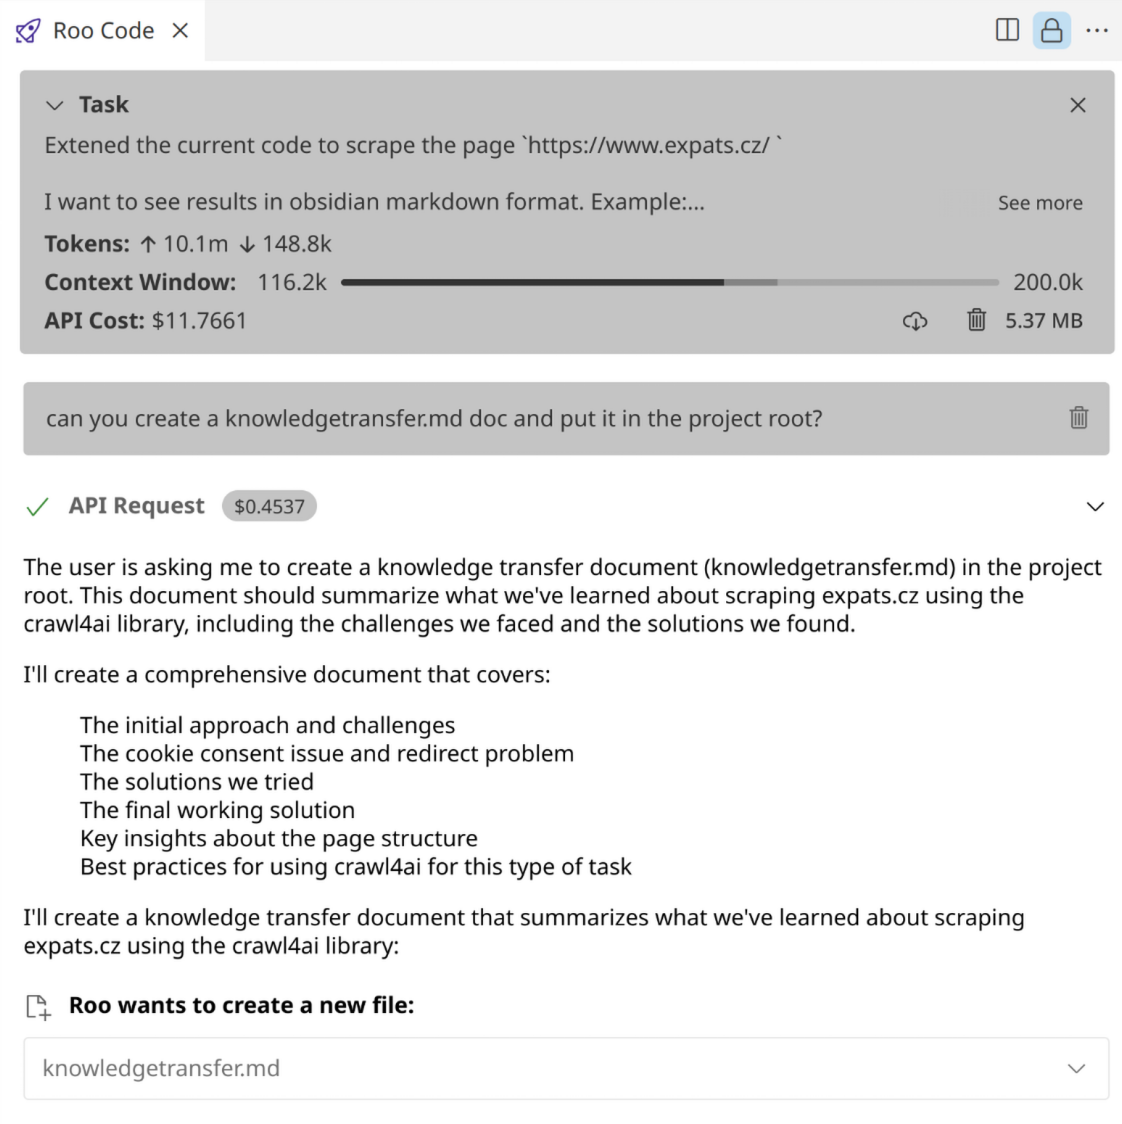 Roo Code
Task
Extened the current code to scrape the page `https://www.expats.cz/ `
I want to see results in obsidian markdown format. Example:...
See more
Tokens: ↑ 10.1m ↓ 148.8k
Context Window: 116.2k 200.0k
API Cost: $11.7661 5.37 MB
can you create a knowledgetransfer.md doc and put it in the project root?
API Request $0.4537
The user is asking me to create a knowledge transfer document (knowledgetransfer.md) in the project
root. This document should summarize what we've learned about scraping expats.cz using the
crawl4ai library, including the challenges we faced and the solutions we found.
I'll create a comprehensive document that covers:
The initial approach and challenges
The cookie consent issue and redirect problem
The solutions we tried
The final working solution
Key insights about the page structure
Best practices for using crawl4ai for this type of task
I'll create a knowledge transfer document that summarizes what we've learned about scraping
expats.cz using the crawl4ai library:
Roo wants to create a new file:
knowledgetransfer.md